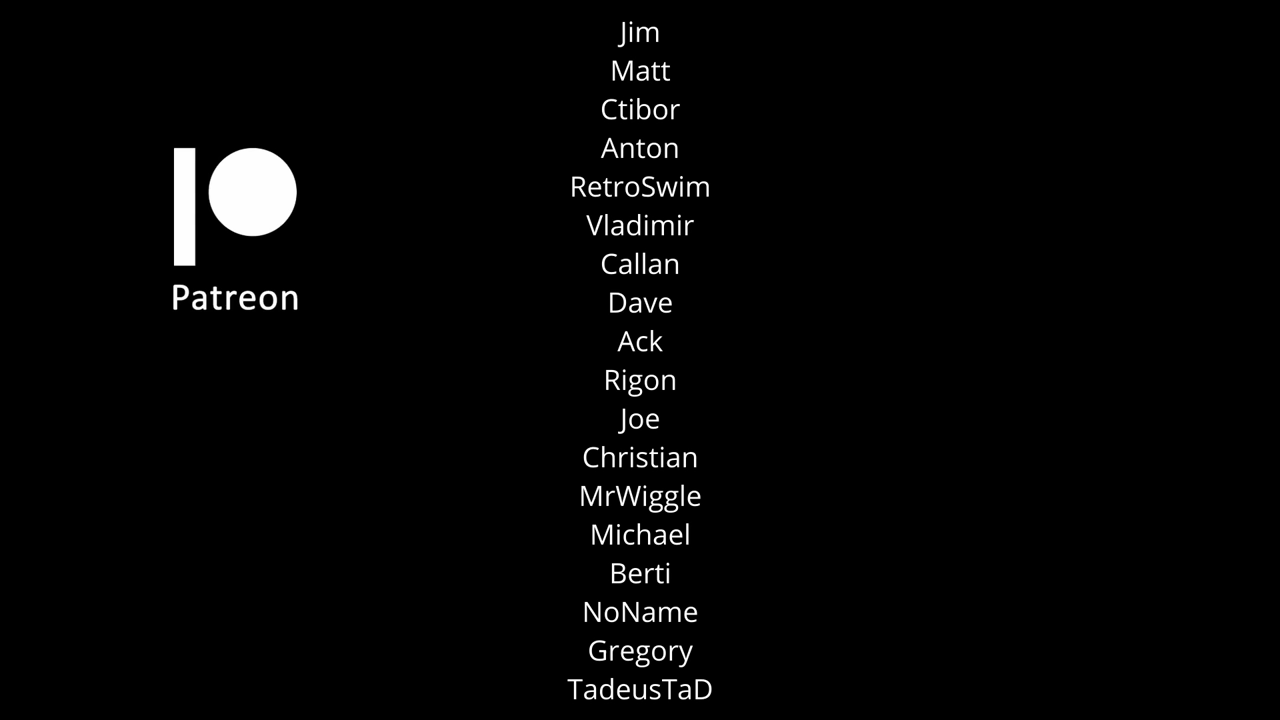 Patreon
Jim
Matt
Ctibor
Anton
RetroSwim
Vladimir
Callan
Dave
Ack
Rigon
Joe
Christian
MrWiggle
Michael
Berti
NoName
Gregory
TadeusTaD